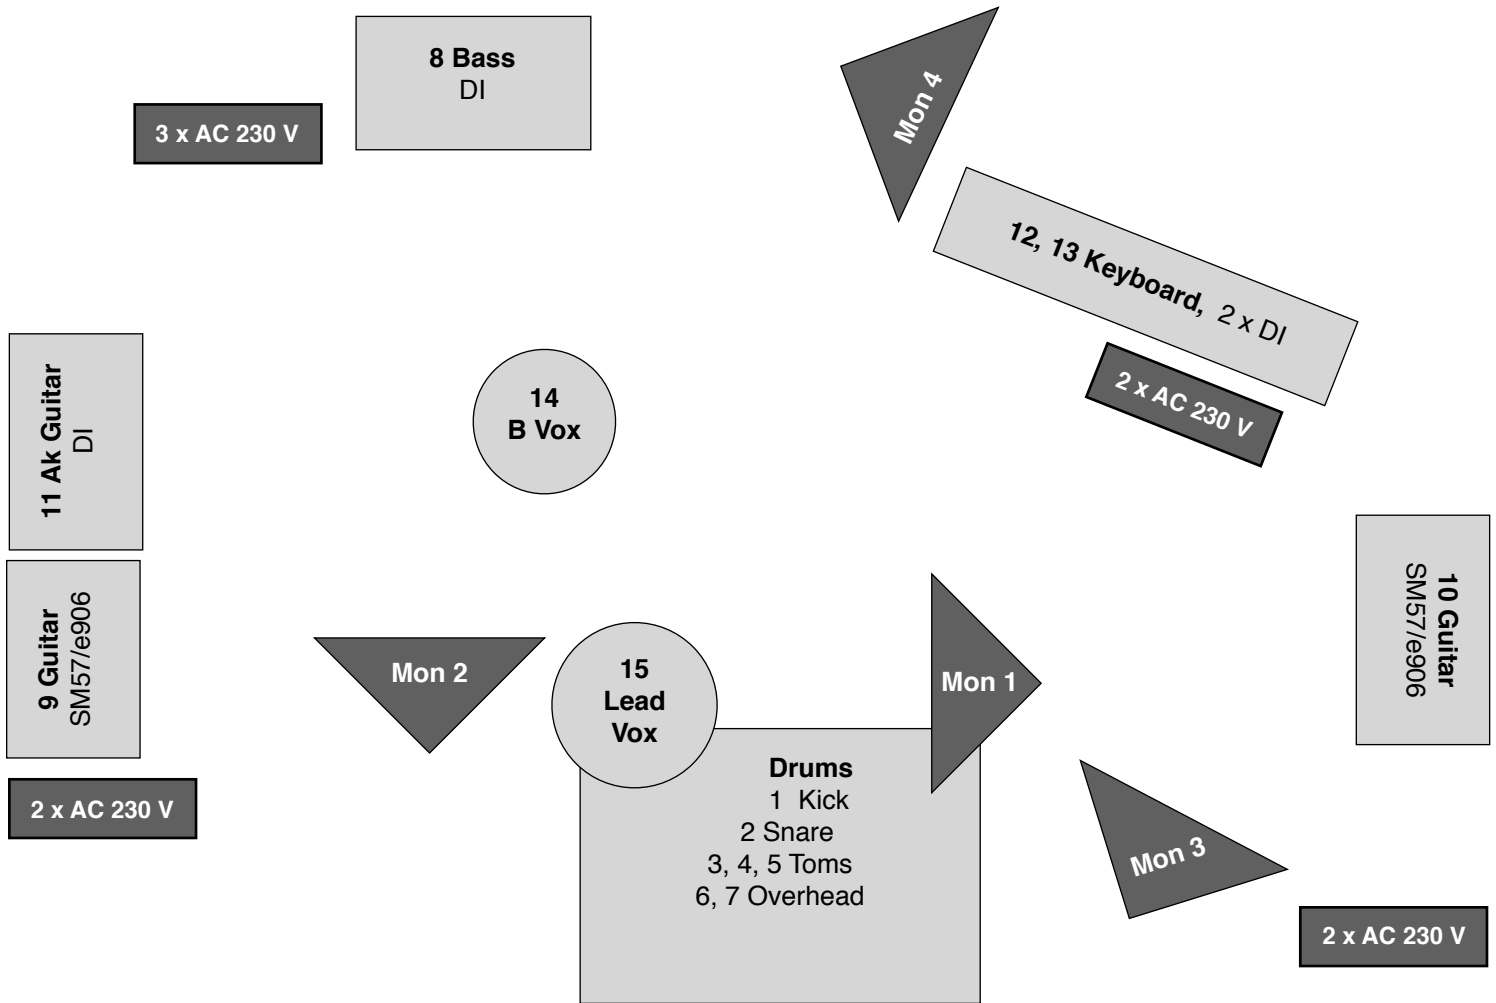 8 Bass
DI
Mon 4
3 x AC 230 V
12, 13 Keyboard, 2 x DI
2 x AC 230 V
11 Ak Guitar
DI
14
B Vox
9 Guitar
SM57/e906
10 Guitar
SM57/e906
Mon 2
15
Lead
Vox
Mon 1
Drums
1 Kick
2 Snare
3, 4, 5 Toms
6, 7 Overhead
2 x AC 230 V
Mon 3
2 x AC 230 V